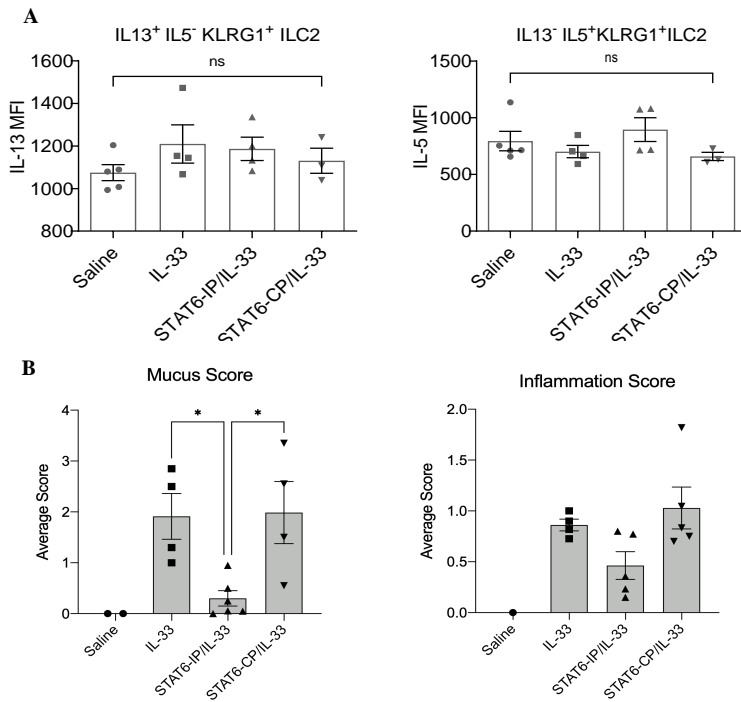 A
IL13+ IL5- KLRG1+ ILC2
IL13- IL5+KLRG1+ILC2
ns
ns
1600
1400
1200
1000
800
IL-13 MFI
Saline
IL-33
STAT6-IP/IL-33
STAT6-CP/IL-33
1500
1000
500
0
IL-5 MFI
Saline
IL-33
STAT6-IP/IL-33
STAT6-CP/IL-33
B
Mucus Score
*
*
4
3
2
1
0
Average Score
Saline
IL-33
STAT6-IP/IL-33
STAT6-CP/IL-33
Inflammation Score
2.0
1.5
1.0
0.5
0.0
Average Score
Saline
IL-33
STAT6-IP/IL-33
STAT6-CP/IL-33